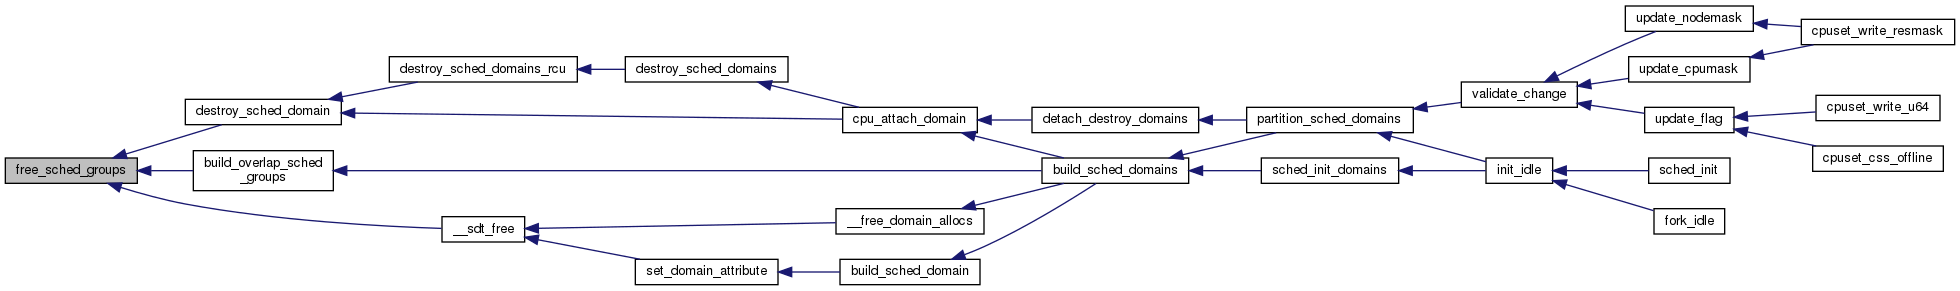 update_nodemask
cpuset_write_resmask
destroy_sched_domains_rcu
destroy_sched_domains
update_cpumask
validate_change
destroy_sched_domain
cpu_attach_domain
detach_destroy_domains
partition_sched_domains
update_flag
cpuset_write_u64
cpuset_css_offline
free_sched_groups
build_overlap_sched
_groups
build_sched_domains
sched_init_domains
init_idle
sched_init
__sdt_free
__free_domain_allocs
fork_idle
set_domain_attribute
build_sched_domain